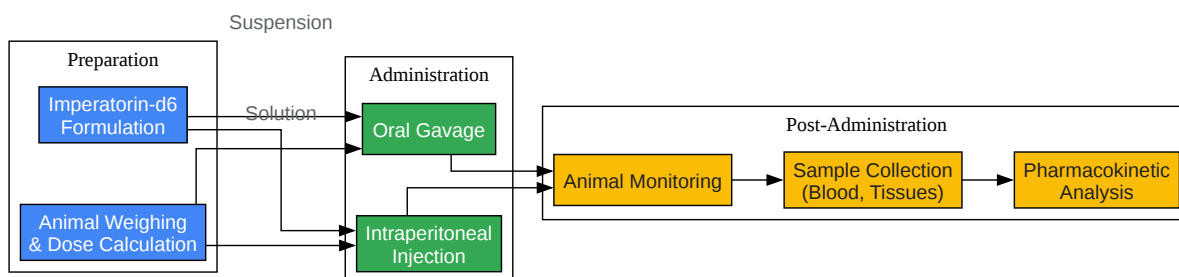 Suspension
Preparation
Imperatorin-d6
Formulation
Animal Weighing
& Dose Calculation
Solution
Administration
Oral Gavage
Intraperitoneal
Injection
Post-Administration
Animal Monitoring
Sample Collection
(Blood, Tissues)
Pharmacokinetic
Analysis